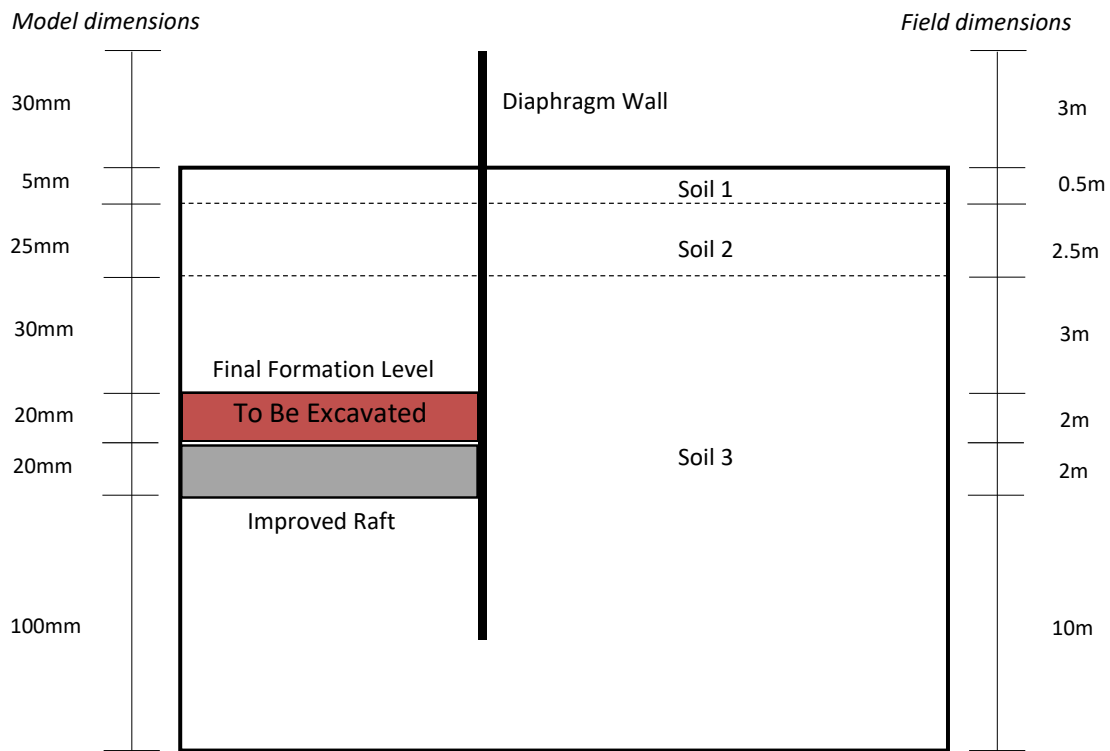 Model dimensions
Field dimensions
30mm
Diaphragm Wall
3m
5mm
Soil 1
0.5m
25mm
Soil 2
2.5m
30mm
3m
Final Formation Level
20mm
To Be Excavated
2m
20mm
Soil 3
2m
Improved Raft
100mm
10m